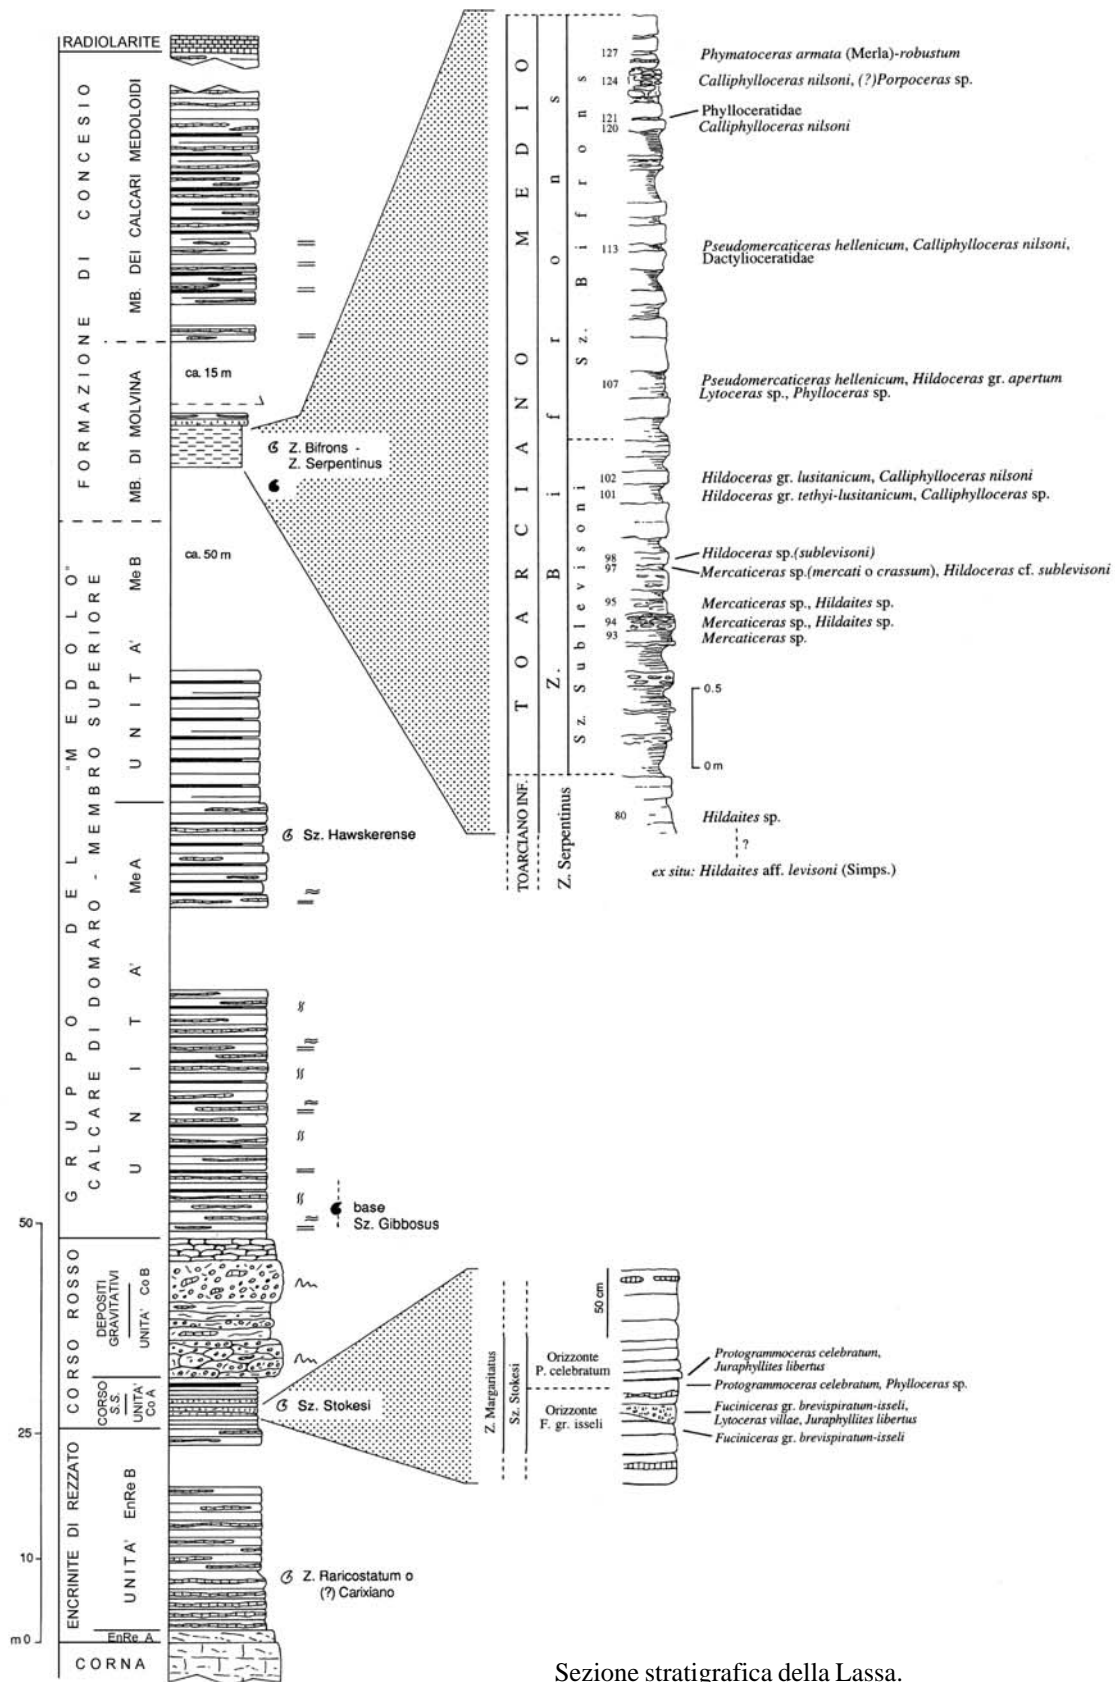 RADIOLARITE
FORMAZIONE DI CONCESIO
MB. DEI CALCARI MEDOLOIDI
MB. DI MOLVINA
ca. 15 m
Z. Bifrons -
Z. Serpentinus
ca. 50 m
GRUPPO DEL "MEDOLO"
CALCARE DI DOMARO - MEMBRO SUPERIORE
UNITA' MeB
UNITA' MeA
Sz. Hawskerense
base
Sz. Gibbosus
50
CORSO ROSSO
DEPOSITI
GRAVITATIVI
UNITA' Co B
CORSO
S.S.
UNITA'
Co A
Sz. Stokesi
25
ENCRINITE DI REZZATO
UNITA' EnRe B
10
Z. Raricostatum o
(?) Carixiano
EnRe A
m 0
CORNA
TOARCIANO MEDIO
Z. Bifrons
Sz. Bifrons
Sz. Sublevisoni
TOARCIANO INF.
Z. Serpentinus
127 Phymatoceras armata (Merla)-robustum
124 Calliphylloceras nilsoni, (?)Porpoceras sp.
121 Phylloceratidae
120 Calliphylloceras nilsoni
113 Pseudomercaticeras hellenicum, Calliphylloceras nilsoni,
Dactylioceratidae
107 Pseudomercaticeras hellenicum, Hildoceras gr. apertum
Lytoceras sp., Phylloceras sp.
102 Hildoceras gr. lusitanicum, Calliphylloceras nilsoni
101 Hildoceras gr. tethyi-lusitanicum, Calliphylloceras sp.
98 Hildoceras sp.(sublevisoni)
97 Mercaticeras sp.(mercati o crassum), Hildoceras cf. sublevisoni
95 Mercaticeras sp., Hildaites sp.
94 Mercaticeras sp., Hildaites sp.
93 Mercaticeras sp.
0.5
0 m
80 Hildaites sp.
?
ex situ: Hildaites aff. levisoni (Simps.)
Z. Margaritatus
Sz. Stokesi
50 cm
Orizzonte
P. celebratum
Orizzonte
F. gr. isseli
Protogrammoceras celebratum,
Juraphyllites libertus
Protogrammoceras celebratum, Phylloceras sp.
Fuciniceras gr. brevispiratum-isseli,
Lytoceras villae, Juraphyllites libertus
Fuciniceras gr. brevispiratum-isseli
Sezione stratigrafica della Lassa.